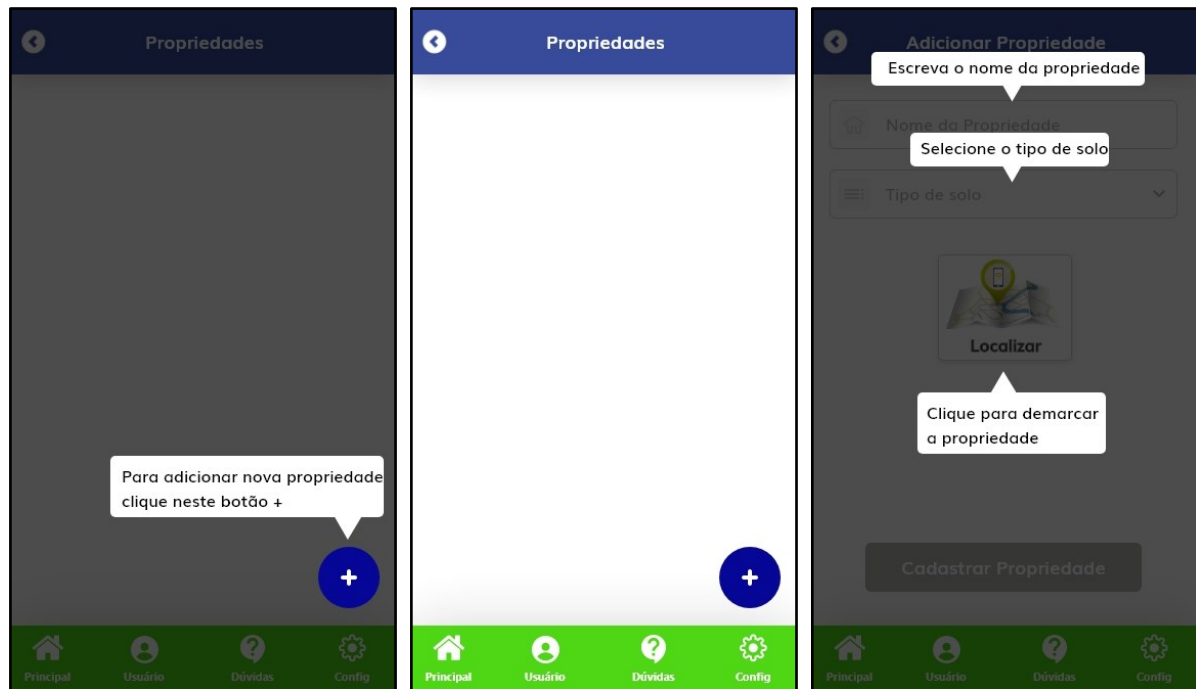 Propriedades
Para adicionar nova propriedade
clique neste botão +
+
Principal
Usuário
Dúvidas
Config
Propriedades
+
Principal
Usuário
Dúvidas
Config
Adicionar Propriedade
Escreva o nome da propriedade
Nome da Propriedade
Selecione o tipo de solo
Tipo de solo
Localizar
Clique para demarcar
a propriedade
Cadastrar Propriedade
Principal
Usuário
Dúvidas
Config